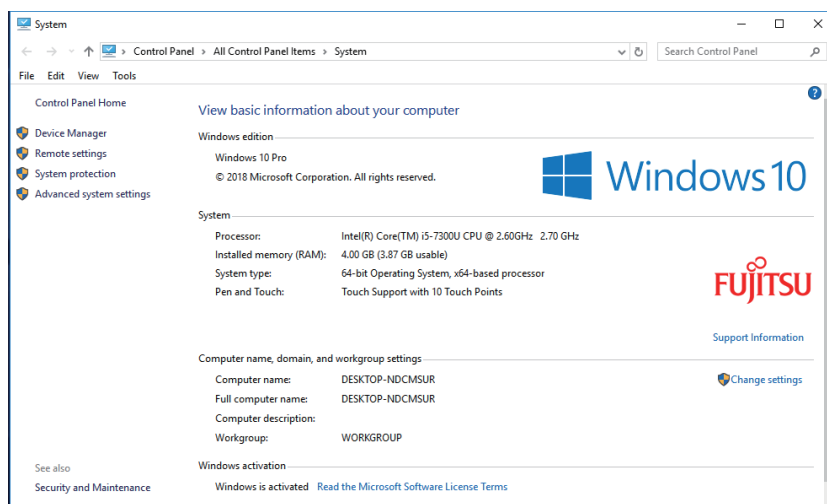 System
Control Panel > All Control Panel Items > System
Search Control Panel
File Edit View Tools
Control Panel Home
Device Manager
Remote settings
System protection
Advanced system settings
View basic information about your computer
Windows edition
Windows 10 Pro
© 2018 Microsoft Corporation. All rights reserved.
Windows 10
System
Processor: Intel(R) Core(TM) i5-7300U CPU @ 2.60GHz 2.70 GHz
Installed memory (RAM): 4.00 GB (3.87 GB usable)
System type: 64-bit Operating System, x64-based processor
Pen and Touch: Touch Support with 10 Touch Points
FUJITSU
Support Information
Computer name, domain, and workgroup settings
Computer name: DESKTOP-NDCMSUR
Change settings
Full computer name: DESKTOP-NDCMSUR
Computer description:
Workgroup: WORKGROUP
Windows activation
Windows is activated Read the Microsoft Software License Terms
See also
Security and Maintenance